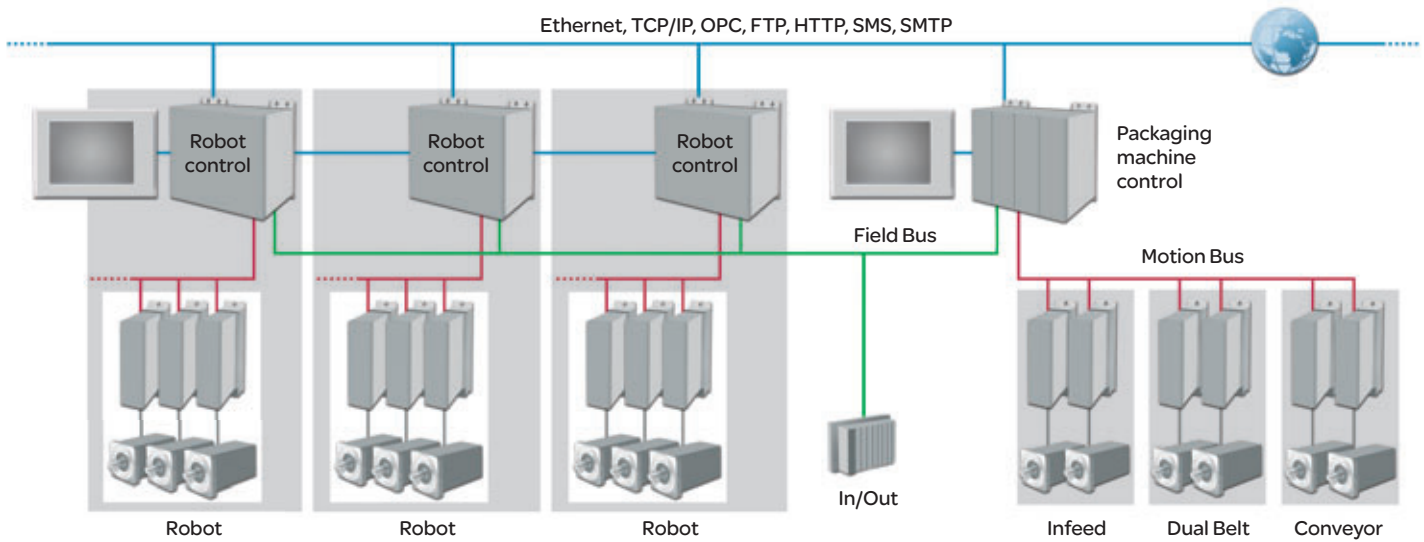 Ethernet, TCP/IP, OPC, FTP, HTTP, SMS, SMTP
Robot
control
Robot
control
Robot
control
Packaging
machine
control
Field Bus
Motion Bus
In/Out
Robot
Robot
Robot
Infeed
Dual Belt
Conveyor